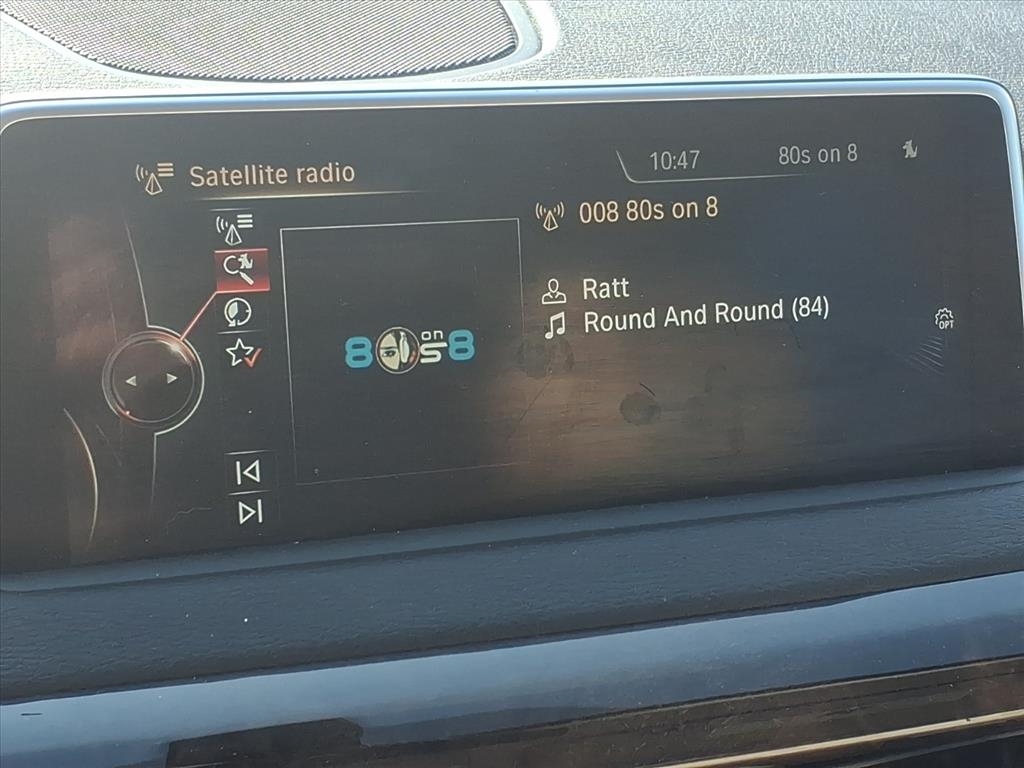 Satellite radio
10:47
80s on 8
008 80s on 8
80s on 8
Ratt
Round And Round (84)
OPT